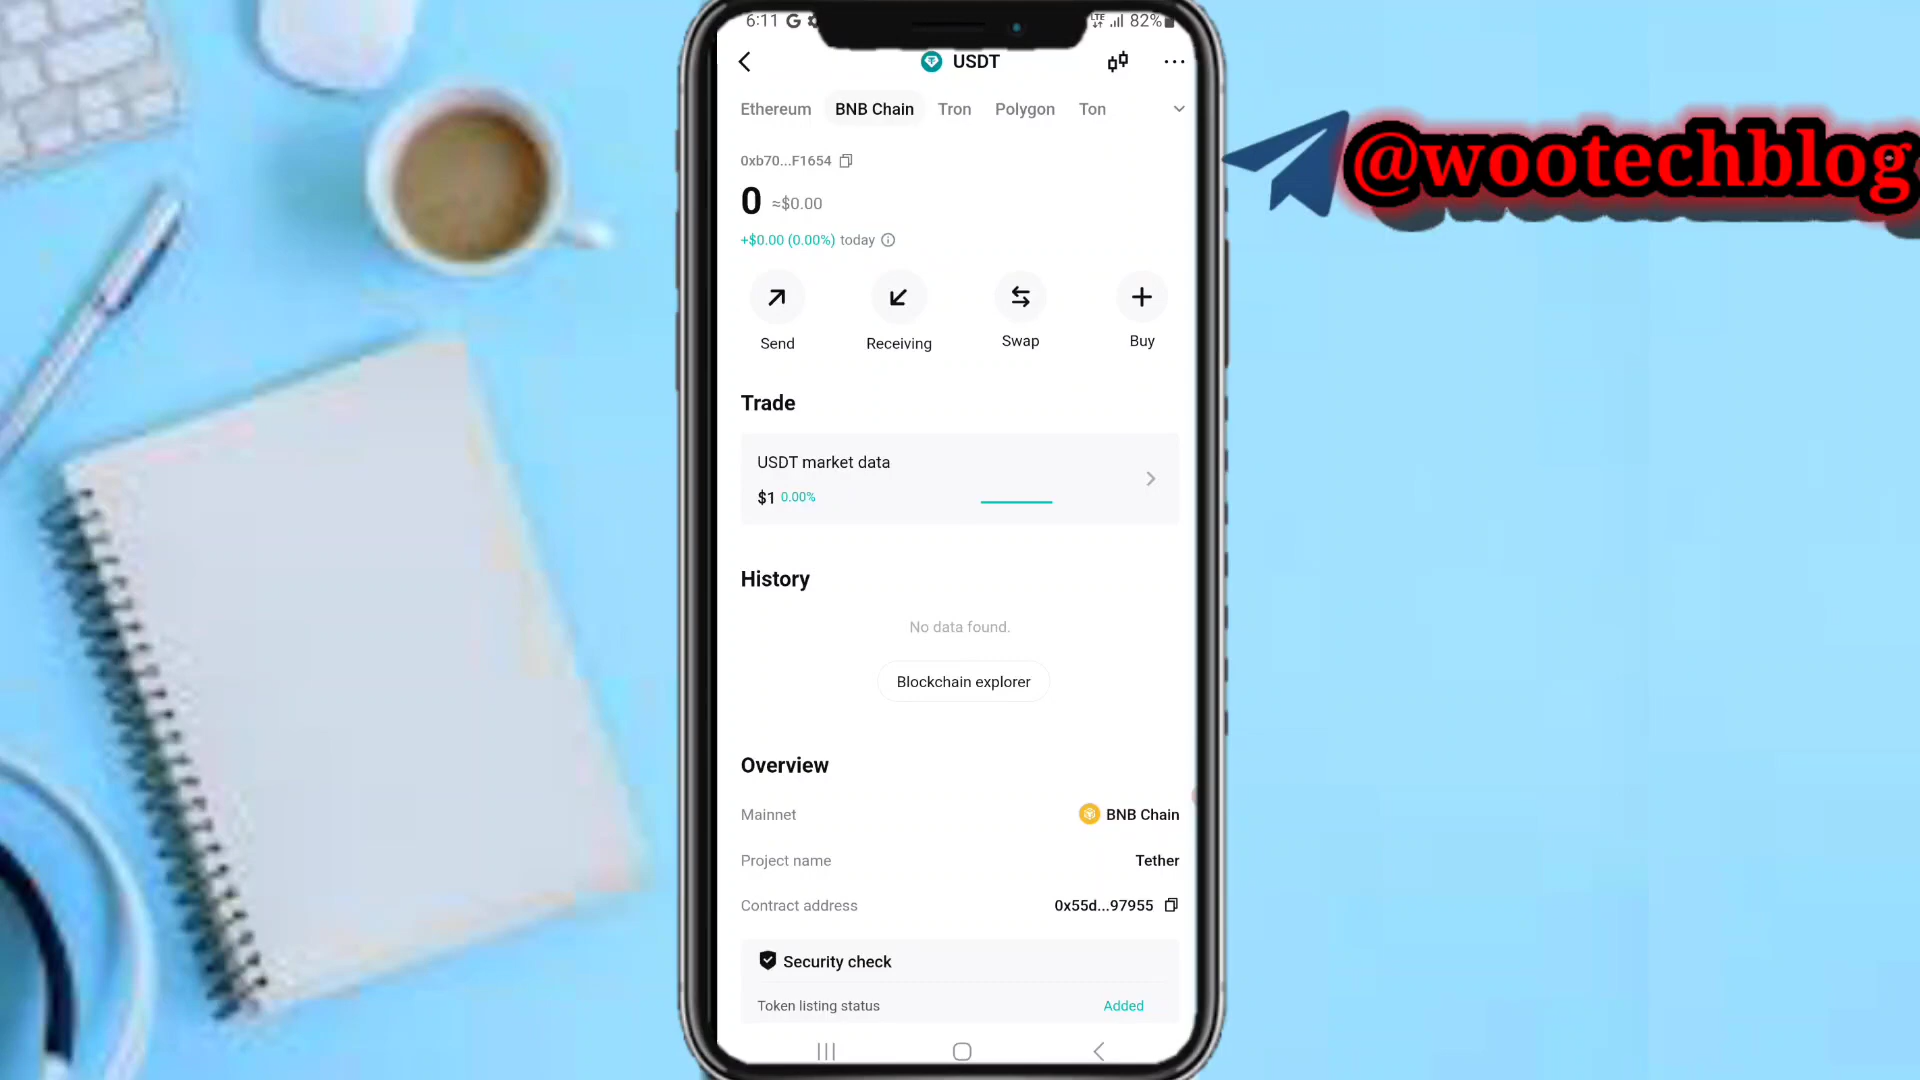 6:11 G LTE 82%
USDT
Ethereum BNB Chain Tron Polygon Ton
0xb70...F1654
0 ≈$0.00
+$0.00 (0.00%) today
Send Receiving Swap Buy
Trade
USDT market data
$1 0.00%
History
No data found.
Blockchain explorer
Overview
Mainnet BNB Chain
Project name Tether
Contract address 0x55d...97955
Security check
Token listing status Added
@wootechblog